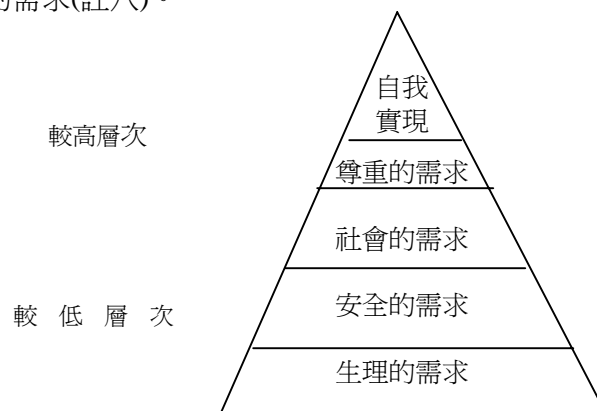 的需求(註八)。
自我
實現
較高層次
尊重的需求
社會的需求
安全的需求
較 低 層 次
生理的需求